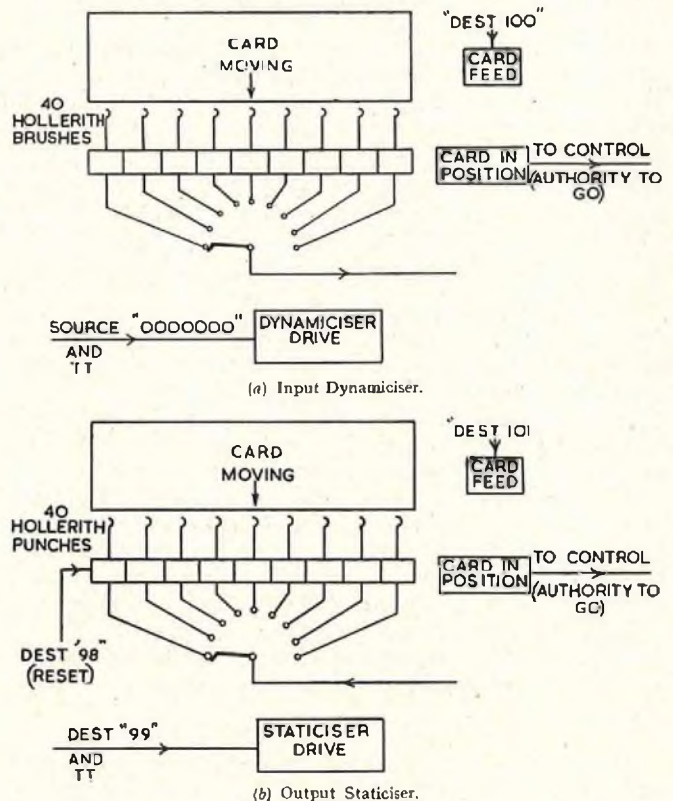 CARD
MOVING
"DEST 100"
CARD
FEED
40
HOLLERITH
BRUSHES
CARD IN
POSITION
TO CONTROL
(AUTHORITY TO
GO)
SOURCE "0000000"
AND
TT
DYNAMICISER
DRIVE
(a) Input Dynamiciser.
CARD
MOVING
"DEST 101
CARD
FEED
40
HOLLERITH
PUNCHES
CARD IN
POSITION
TO CONTROL
(AUTHORITY TO
GO)
DEST "98"
(RESET)
DEST "99"
AND
TT
STATICISER
DRIVE
(b) Output Staticiser.